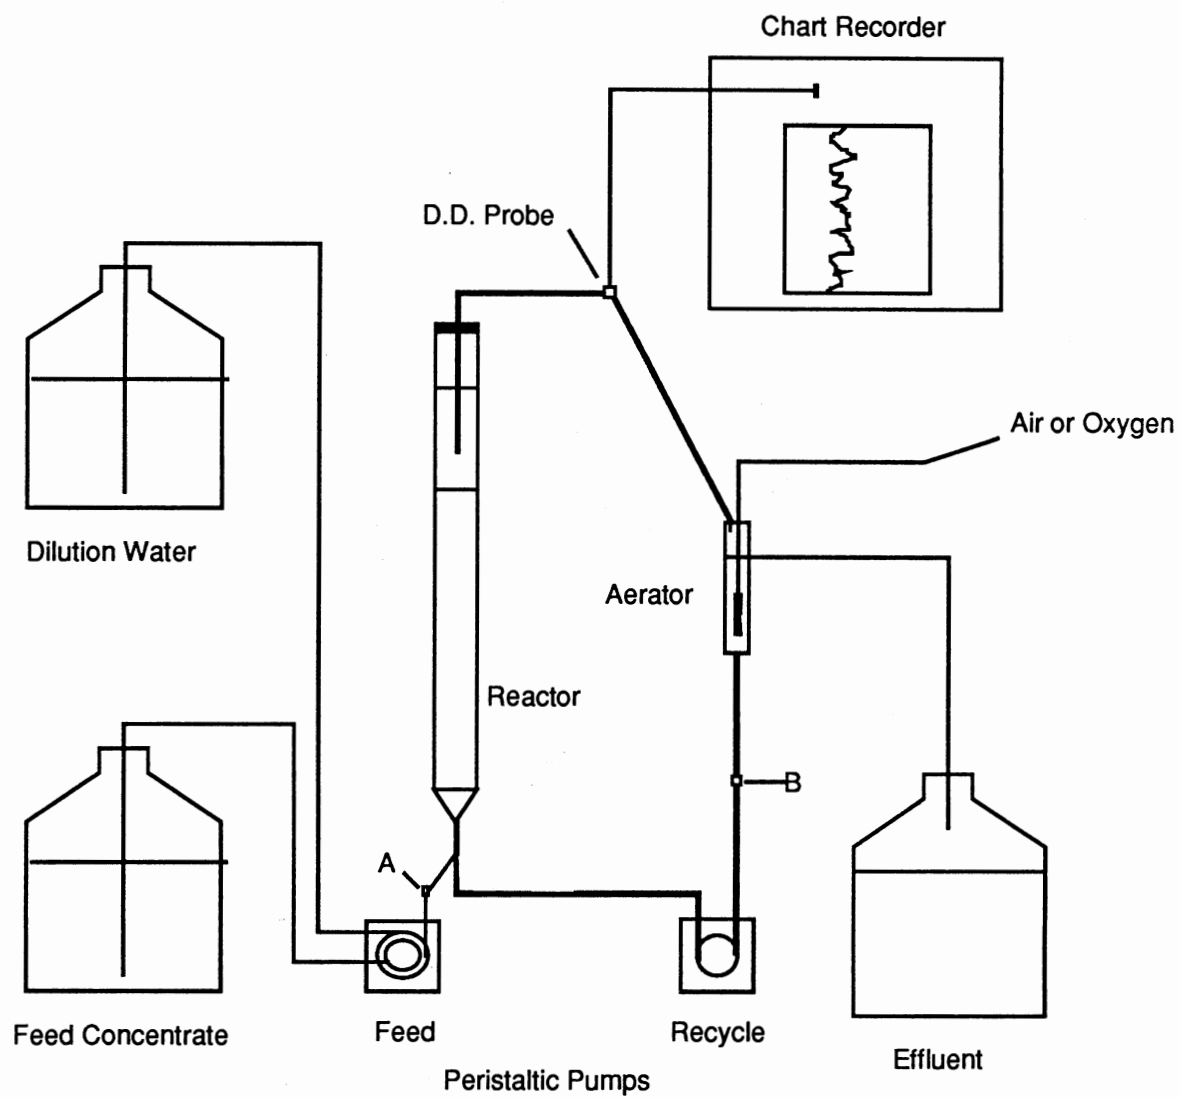 Chart Recorder
D.D. Probe
Air or Oxygen
Dilution Water
Aerator
Reactor
B
A
Feed Concentrate
Feed
Recycle
Effluent
Peristaltic Pumps